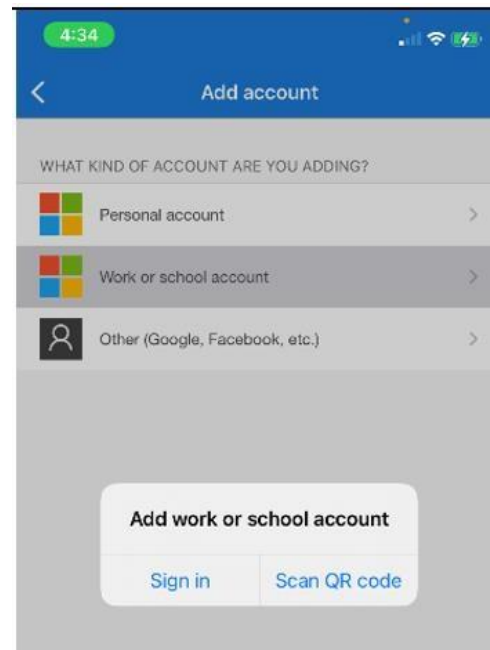 4:34
Add account
WHAT KIND OF ACCOUNT ARE YOU ADDING?
Personal account
Work or school account
Other (Google, Facebook, etc.)
Add work or school account
Sign in
Scan QR code